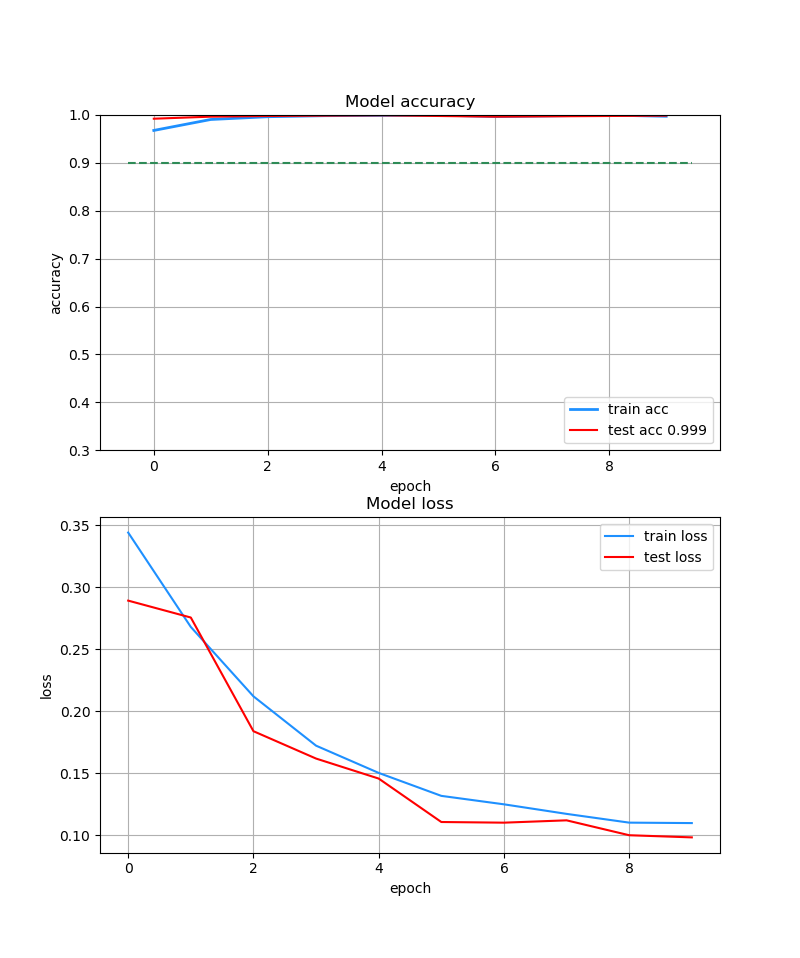 Model accuracy
1.0
0.9
0.8
0.7
0.6
0.5
0.4
0.3
accuracy
train acc
test acc 0.999
0 2 4 6 8
epoch
Model loss
0.35
0.30
0.25
0.20
0.15
0.10
loss
train loss
test loss
0 2 4 6 8
epoch